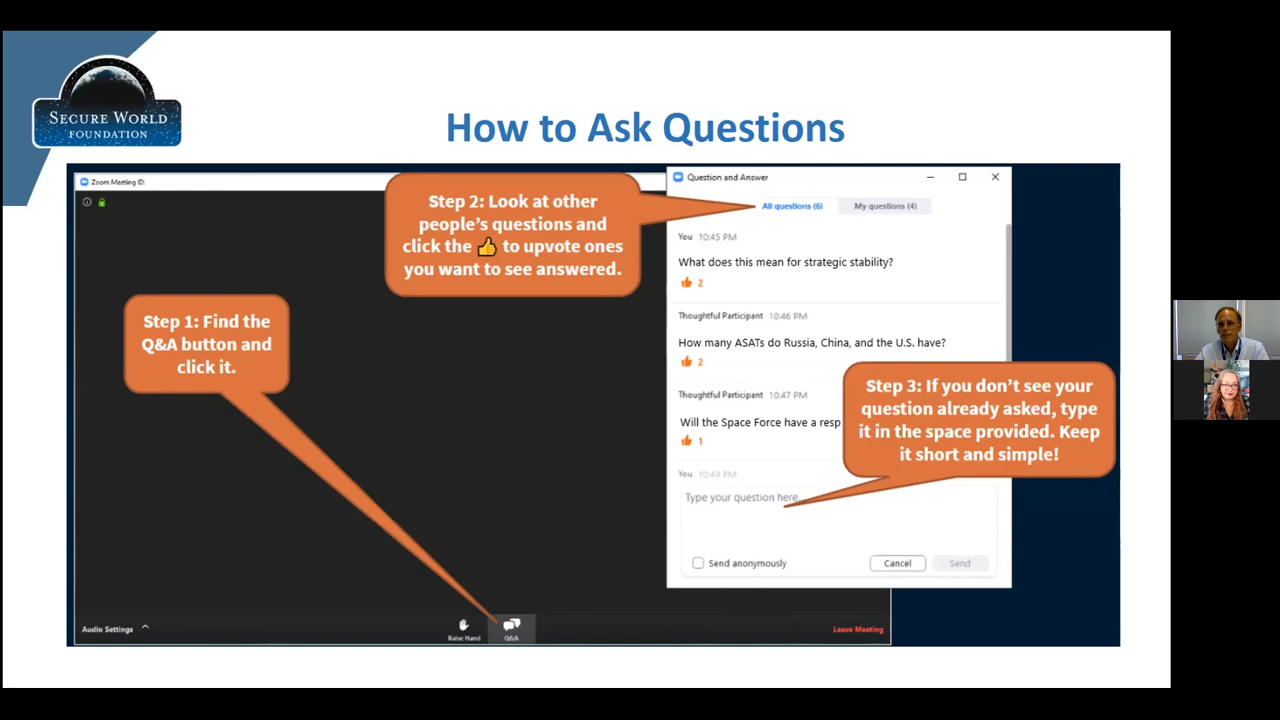 SECURE WORLD
FOUNDATION
How to Ask Questions
Zoom Meeting ID:
Step 1: Find the
Q&A button and
click it.
Step 2: Look at other
people's questions and
click the 👍 to upvote ones
you want to see answered.
Question and Answer
All questions (6)
My questions (4)
You 10:45 PM
What does this mean for strategic stability?
2
Thoughtful Participant 10:46 PM
How many ASATs do Russia, China, and the U.S. have?
2
Thoughtful Participant 10:47 PM
Will the Space Force have a resp
1
Step 3: If you don't see your
question already asked, type
it in the space provided. Keep
it short and simple!
You 10:49 PM
Type your question here...
Send anonymously
Cancel
Send
Audio Settings
Raise Hand
Q&A
Leave Meeting